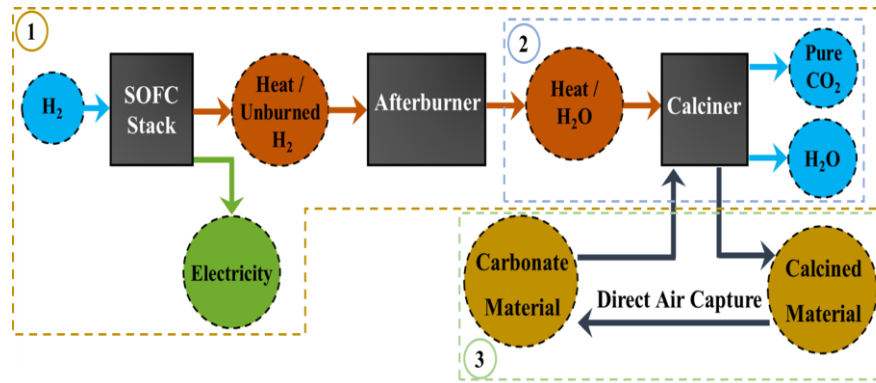 1
H2
SOFC
Stack
Heat /
Unburned
H2
Afterburner
2
Heat /
H2O
Calciner
Pure
CO2
H2O
Electricity
Carbonate
Material
Direct Air Capture
Calcined
Material
3